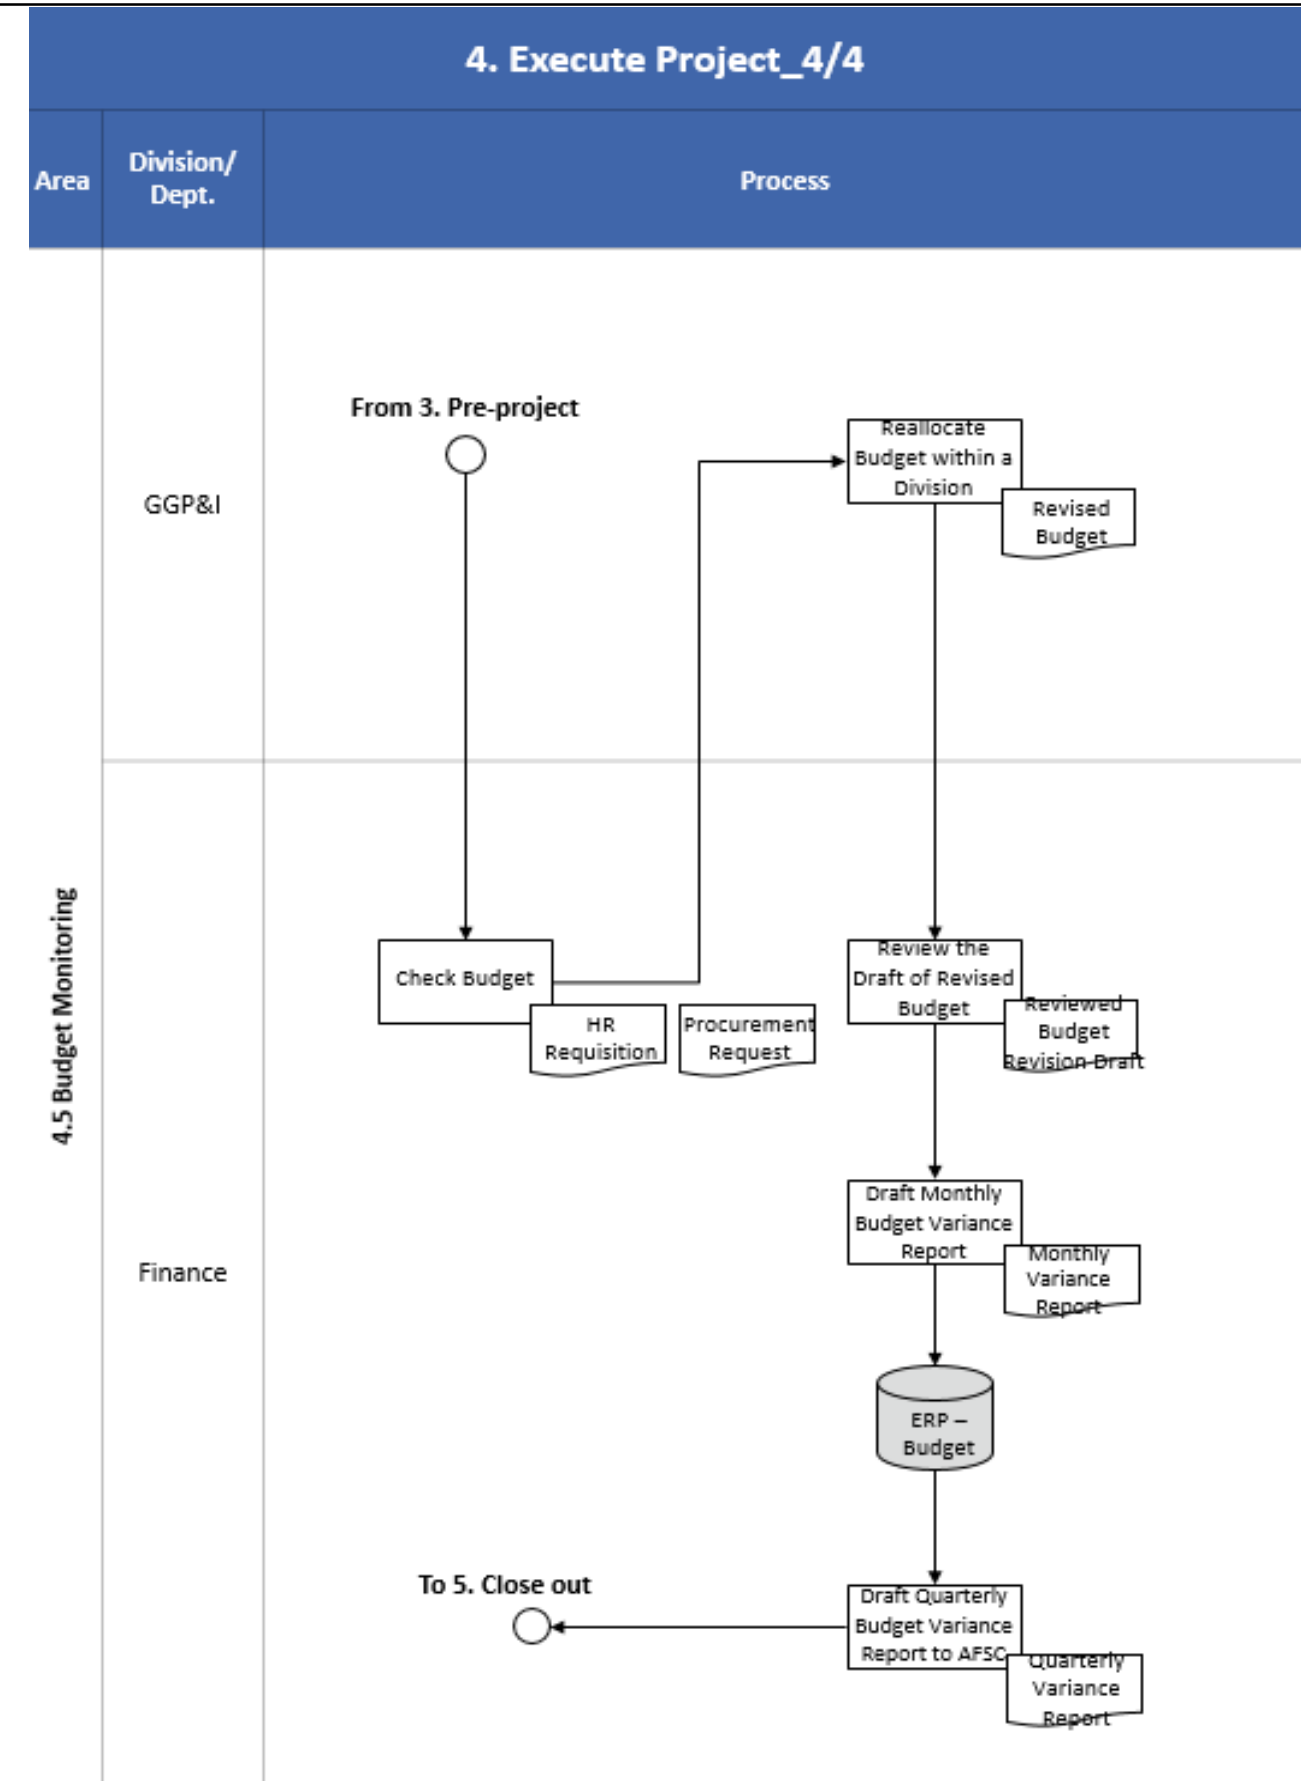 4. Execute Project_4/4
Area
Division/
Dept.
Process
4.5 Budget Monitoring
GGP&I
From 3. Pre-project
Reallocate
Budget within a
Division
Revised
Budget
Finance
Check Budget
HR
Requisition
Procurement
Request
Review the
Draft of Revised
Budget
Reviewed
Budget
Revision Draft
Draft Monthly
Budget Variance
Report
Monthly
Variance
Report
ERP –
Budget
To 5. Close out
Draft Quarterly
Budget Variance
Report to AFSC
Quarterly
Variance
Report